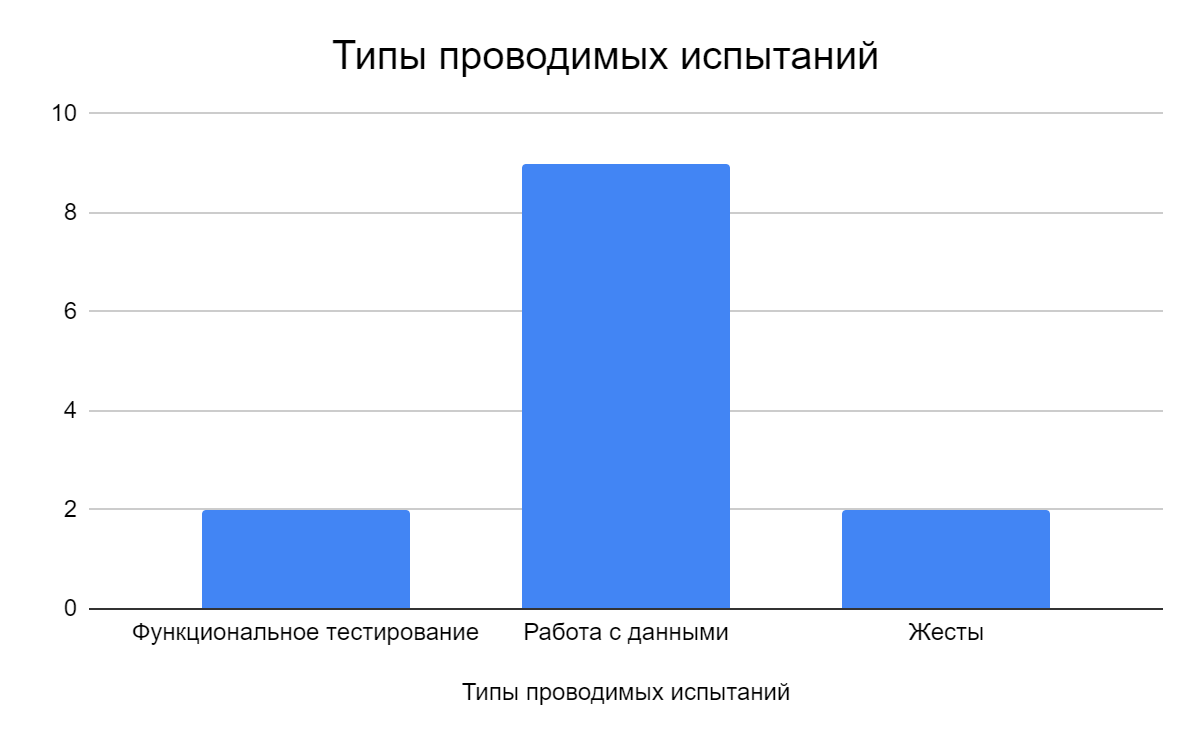 Типы проводимых испытаний
10
8
6
4
2
0
Функциональное тестирование Работа с данными Жесты
Типы проводимых испытаний